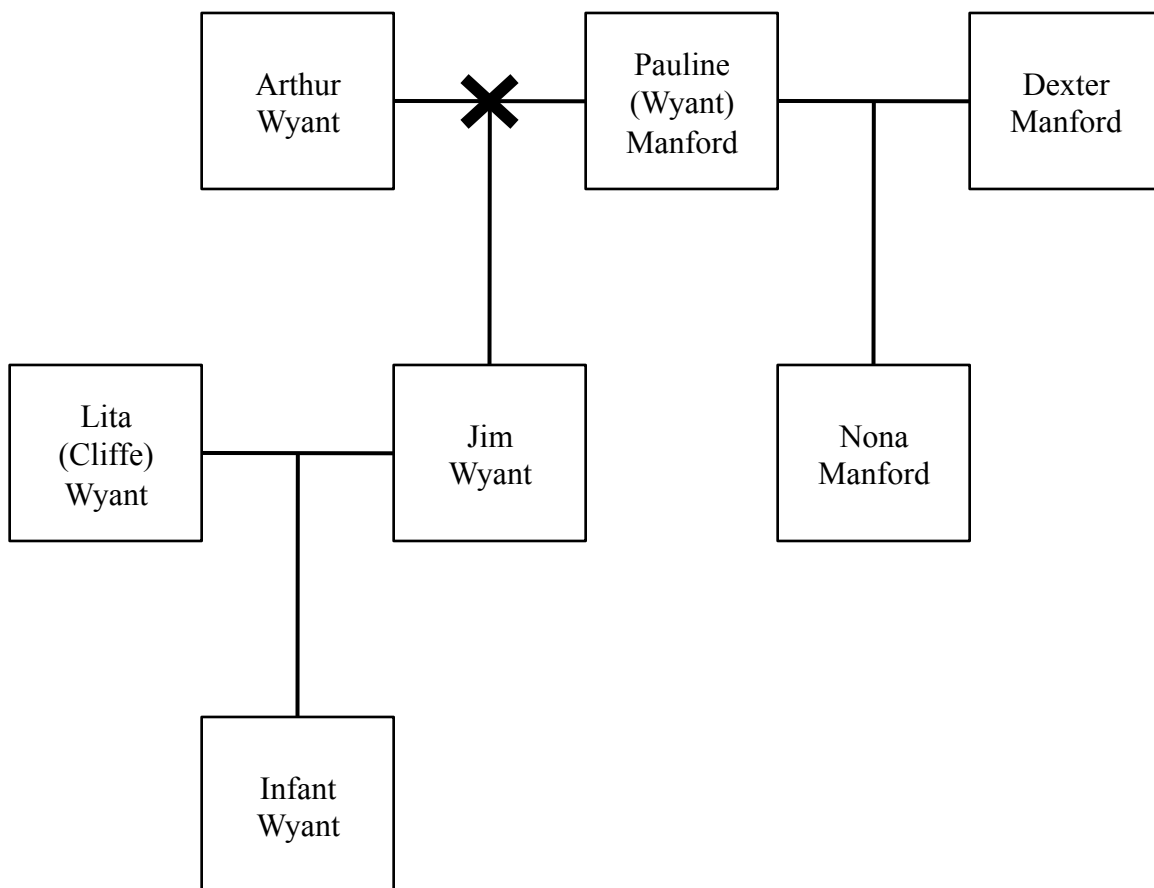 Arthur
Wyant
Pauline
(Wyant)
Manford
Dexter
Manford
Lita
(Cliffe)
Wyant
Jim
Wyant
Nona
Manford
Infant
Wyant